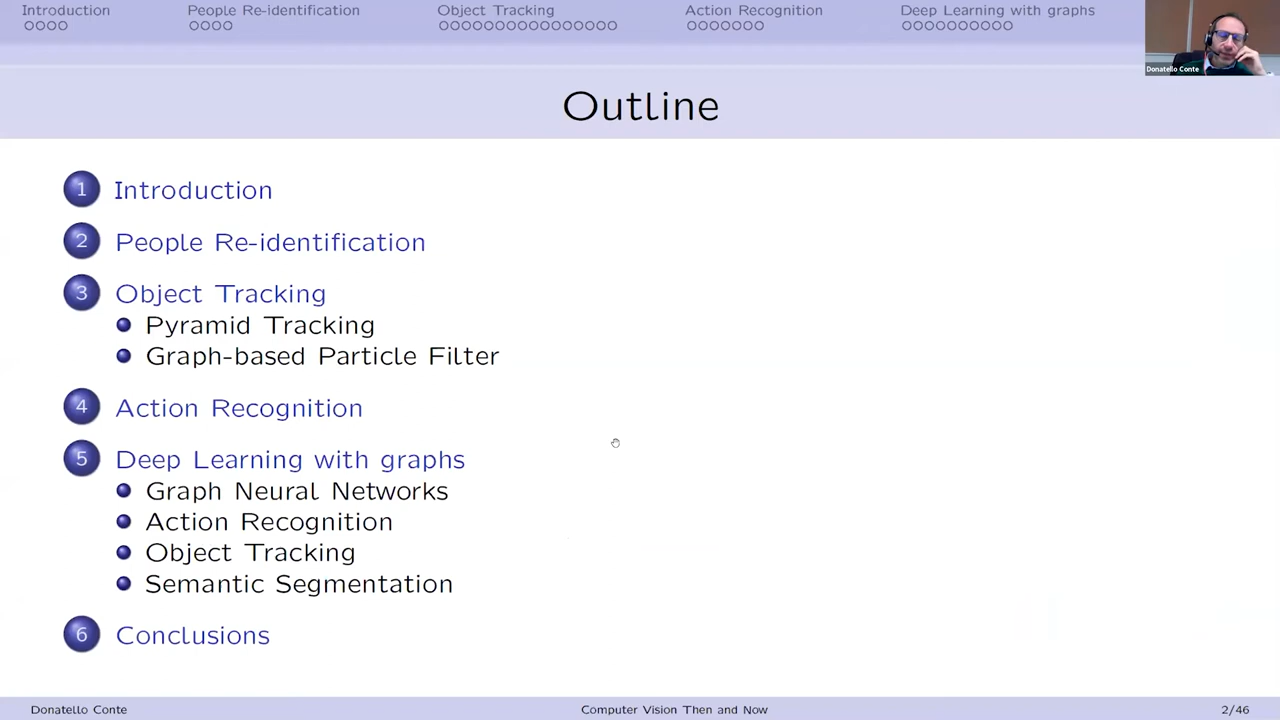 Introduction People Re-identification Object Tracking Action Recognition Deep Learning with graphs
Donatello Conte
Outline
1 Introduction
2 People Re-identification
3 Object Tracking
Pyramid Tracking
Graph-based Particle Filter
4 Action Recognition
5 Deep Learning with graphs
Graph Neural Networks
Action Recognition
Object Tracking
Semantic Segmentation
6 Conclusions
Donatello Conte Computer Vision Then and Now 2/46